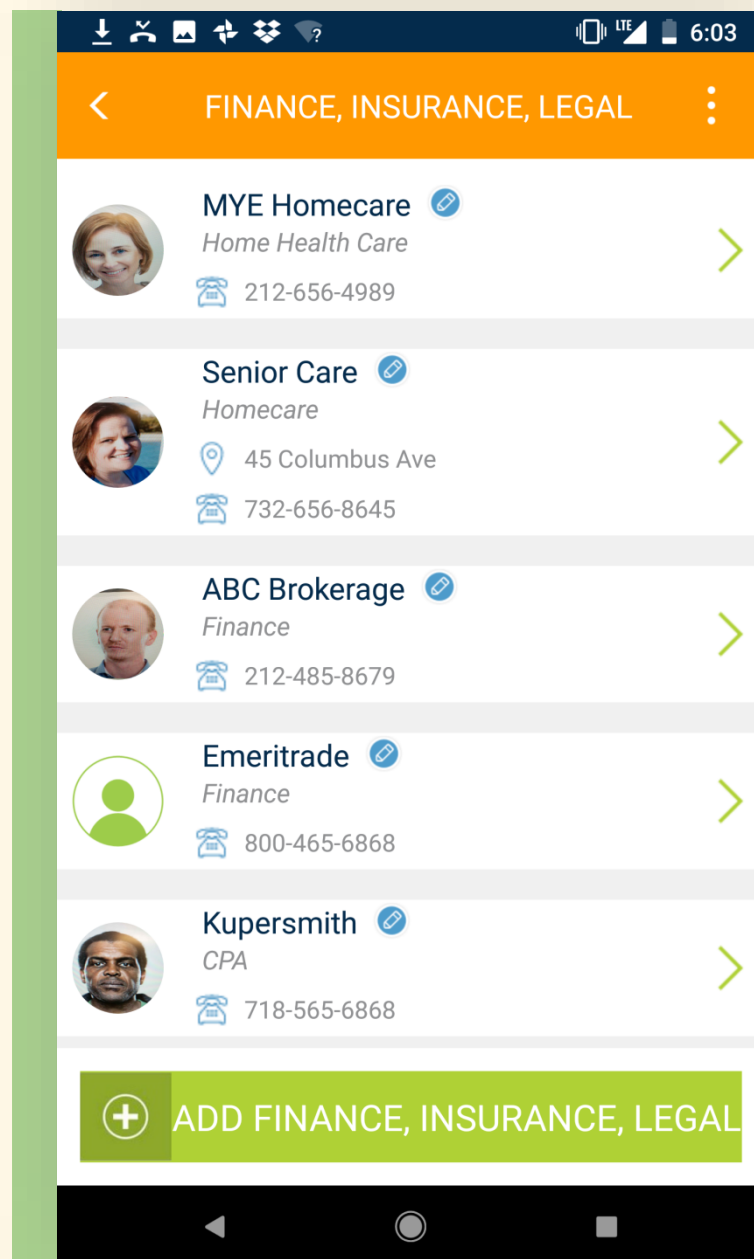 ? LTE 6:03
FINANCE, INSURANCE, LEGAL
MYE Homecare
Home Health Care
212-656-4989
Senior Care
Homecare
45 Columbus Ave
732-656-8645
ABC Brokerage
Finance
212-485-8679
Emeritrade
Finance
800-465-6868
Kupersmith
CPA
718-565-6868
ADD FINANCE, INSURANCE, LEGAL